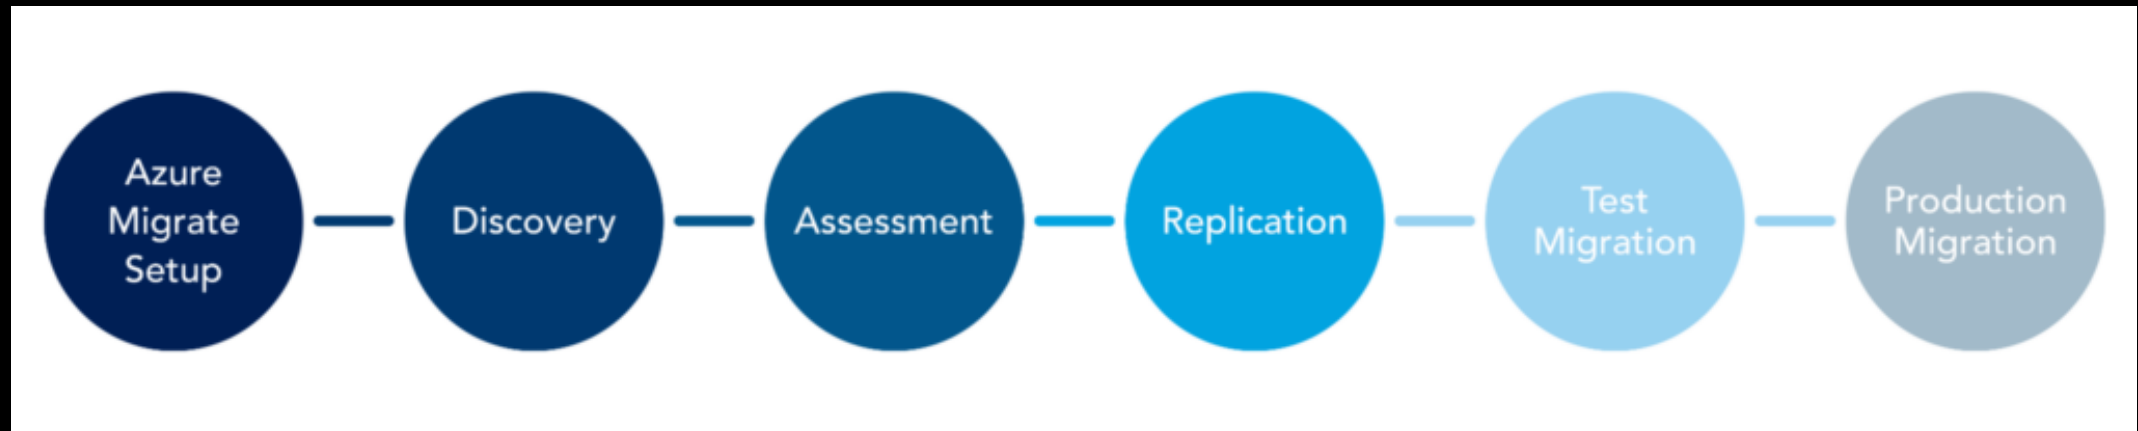 Azure
Migrate
Setup
Discovery
Assessment
Replication
Test
Migration
Production
Migration